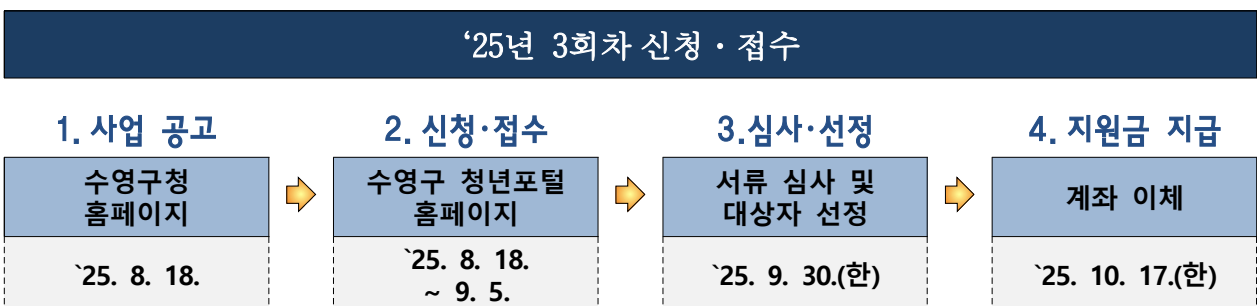 ‘25년 3회차 신청·접수
1. 사업 공고
수영구청
홈페이지
`25. 8. 18.
2. 신청·접수
수영구 청년포털
홈페이지
`25. 8. 18.
~ 9. 5.
3.심사·선정
서류 심사 및
대상자 선정
`25. 9. 30.(한)
4. 지원금 지급
계좌 이체
`25. 10. 17.(한)